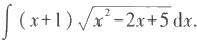 ∫ (x+1) √(x²−2x+5) dx.